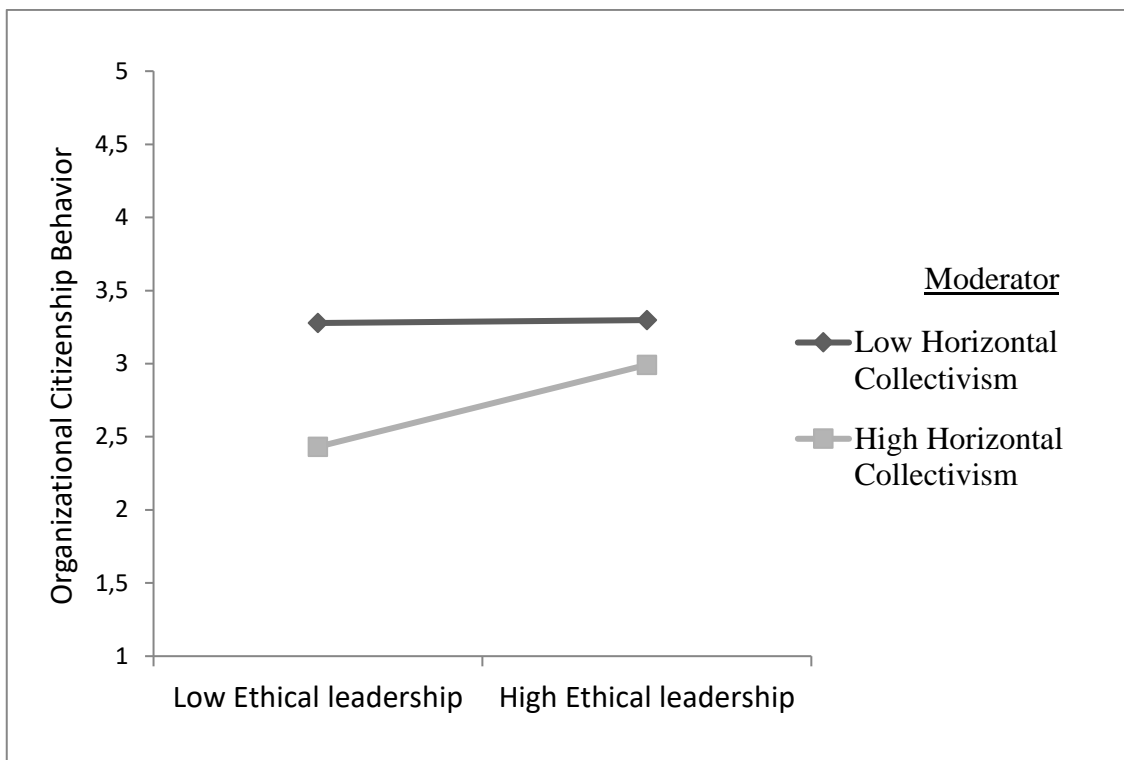 Organizational Citizenship Behavior
5
4,5
4
3,5
3
2,5
2
1,5
1
Low Ethical leadership
High Ethical leadership
Moderator
Low Horizontal
Collectivism
High Horizontal
Collectivism